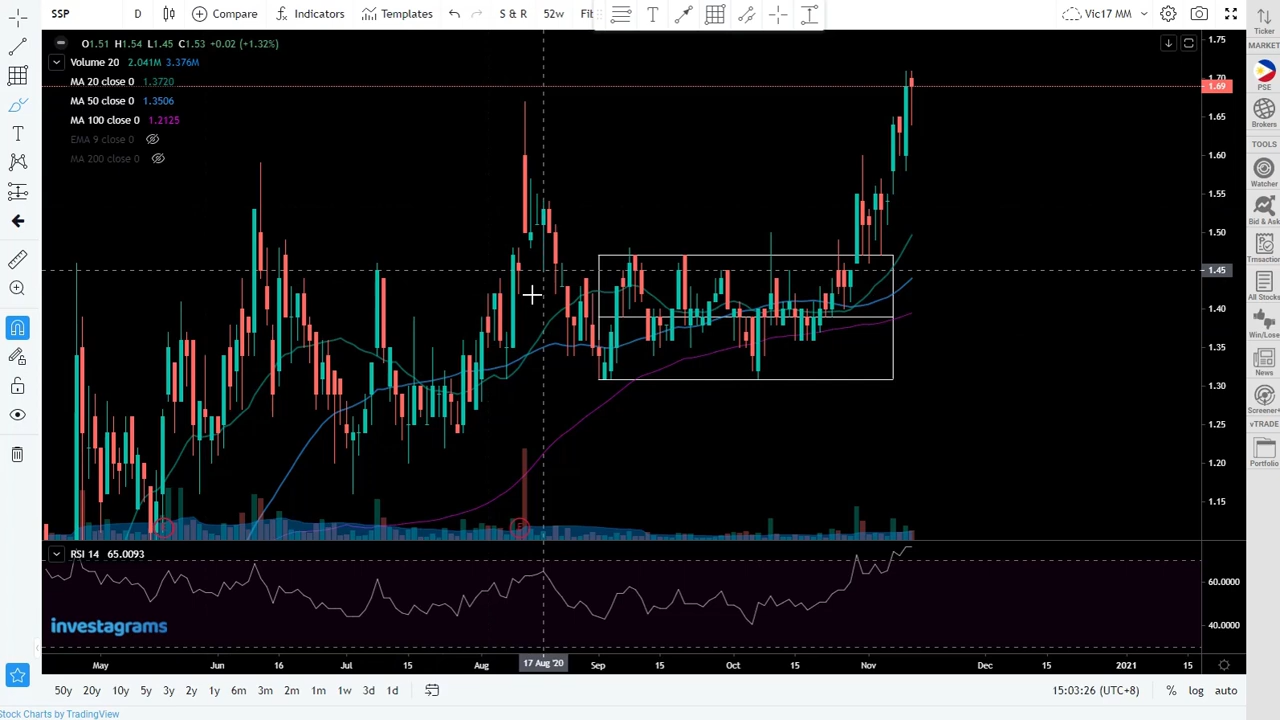 SSP D Compare Indicators Templates S & R 52w Fib Vic17 MM
Ticker
MARKET
PSE
Brokers
TOOLS
Watcher
Bid & Ask
All Stocks
Win/Lose
News
Screener+
vTRADE
Portfolio
O1.51 H1.54 L1.45 C1.53 +0.02 (+1.32%)
Volume 20 2.041M 3.376M
MA 20 close 0 1.3720
MA 50 close 0 1.3506
MA 100 close 0 1.2125
EMA 9 close 0
MA 200 close 0
1.75
1.70
1.69
1.65
1.60
1.55
1.50
1.45
1.40
1.35
1.30
1.25
1.20
1.15
RSI 14 65.0093
60.0000
40.0000
investagrams
May Jun 16 Jul 15 Aug 17 Aug '20 Sep 15 Oct 15 Nov Dec 15 2021 15
50y 20y 10y 5y 3y 2y 1y 6m 3m 2m 1m 1w 3d 1d 15:03:26 (UTC+8) % log auto
Stock Charts by TradingView